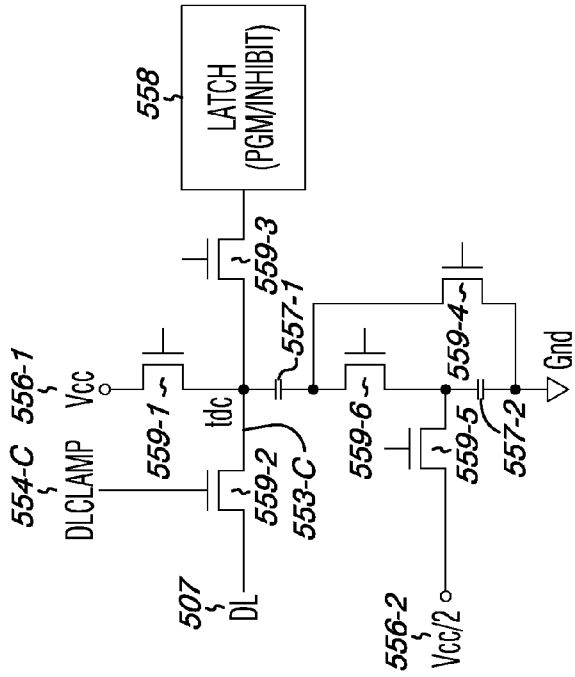 558
LATCH
(PGM/INHIBIT)
559-3
557-1
559-4
556-1
Vcc
559-1
tdc
559-6
Gnd
554-C
DLCLAMP
559-2
553-C
559-5
557-2
507
DL
556-2
Vcc/2